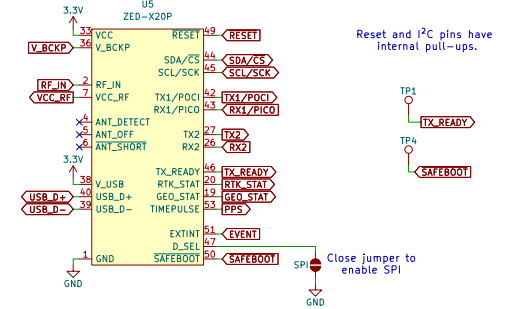 U5
ZED-X20P
3.3V
33 VCC RESET 49 RESET
V_BCKP 36 V_BCKP
SDA/CS 44 SDA/CS
SCL/SCK 45 SCL/SCK
RF_IN 2 RF_IN
VCC_RF 7 VCC_RF TX1/POCI 42 TX1/POCI
RX1/PICO 43 RX1/PICO
4 ANT_DETECT
5 ANT_OFF TX2 27 TX2
6 ANT_SHORT RX2 26 RX2
3.3V
TX_READY 46 TX_READY
38 V_USB RTK_STAT 20 RTK_STAT
USB_D+ 40 USB_D+ GEO_STAT 19 GEO_STAT
USB_D- 39 USB_D- TIMEPULSE 53 PPS
EXTINT 51 EVENT
D_SEL 47
1 GND SAFEBOOT 50 SAFEBOOT
GND
SPI
GND
Close jumper to
enable SPI
Reset and I²C pins have
internal pull-ups.
TP1
TX_READY
TP4
SAFEBOOT